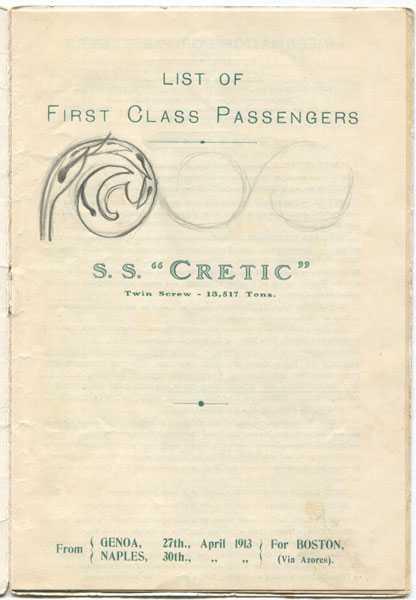 LIST OF
FIRST CLASS PASSENGERS
S. S. "CRETIC"
Twin Screw - 13,517 Tons.
From { GENOA, 27th., April 1913 } For BOSTON,
NAPLES, 30th., „ „ (Via Azores).